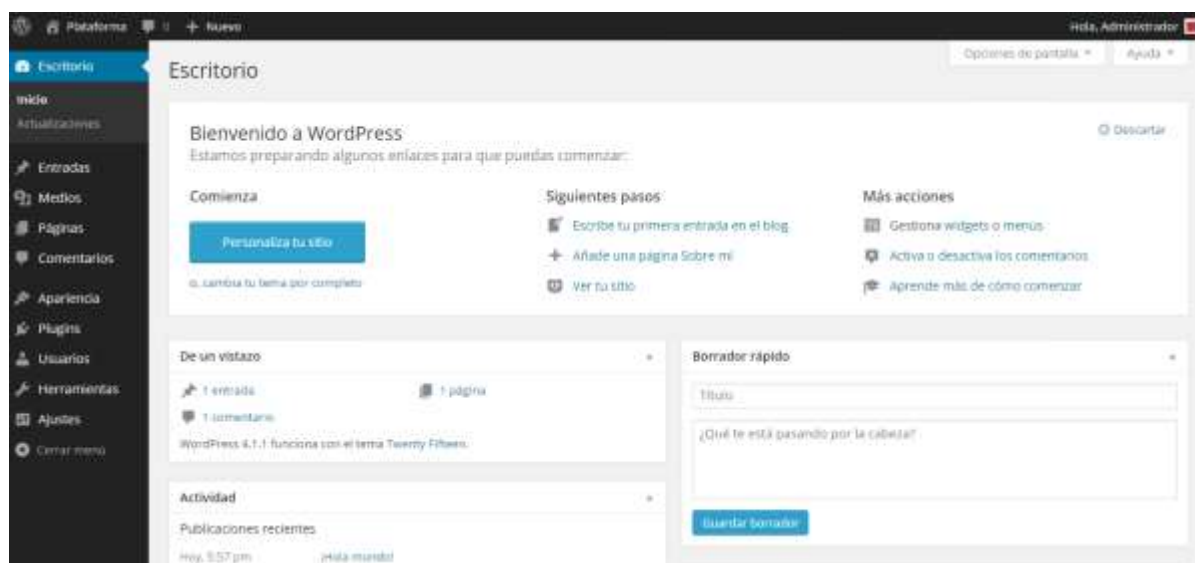 Plataforma 0 + Nuevo Hola, Administrador
Opciones de pantalla Ayuda
Escritorio
Inicio
Actualizaciones
Entradas
Medios
Páginas
Comentarios
Apariencia
Plugins
Usuarios
Herramientas
Ajustes
Cerrar menú
Escritorio
Bienvenido a WordPress
Descartar
Estamos preparando algunos enlaces para que puedas comenzar:
Comienza
Personaliza tu sitio
o, cambia tu tema por completo
Siguientes pasos
Escribe tu primera entrada en el blog
Añade una página Sobre mí
Ver tu sitio
Más acciones
Gestiona widgets o menús
Activa o desactiva los comentarios
Aprende más de cómo comenzar
De un vistazo
1 entrada 1 página
1 comentario
WordPress 4.1.1 funciona con el tema Twenty Fifteen.
Actividad
Publicaciones recientes
Hoy, 5:57 pm ¡Hola mundo!
Borrador rápido
Título
¿Qué te está pasando por la cabeza?
Guardar borrador